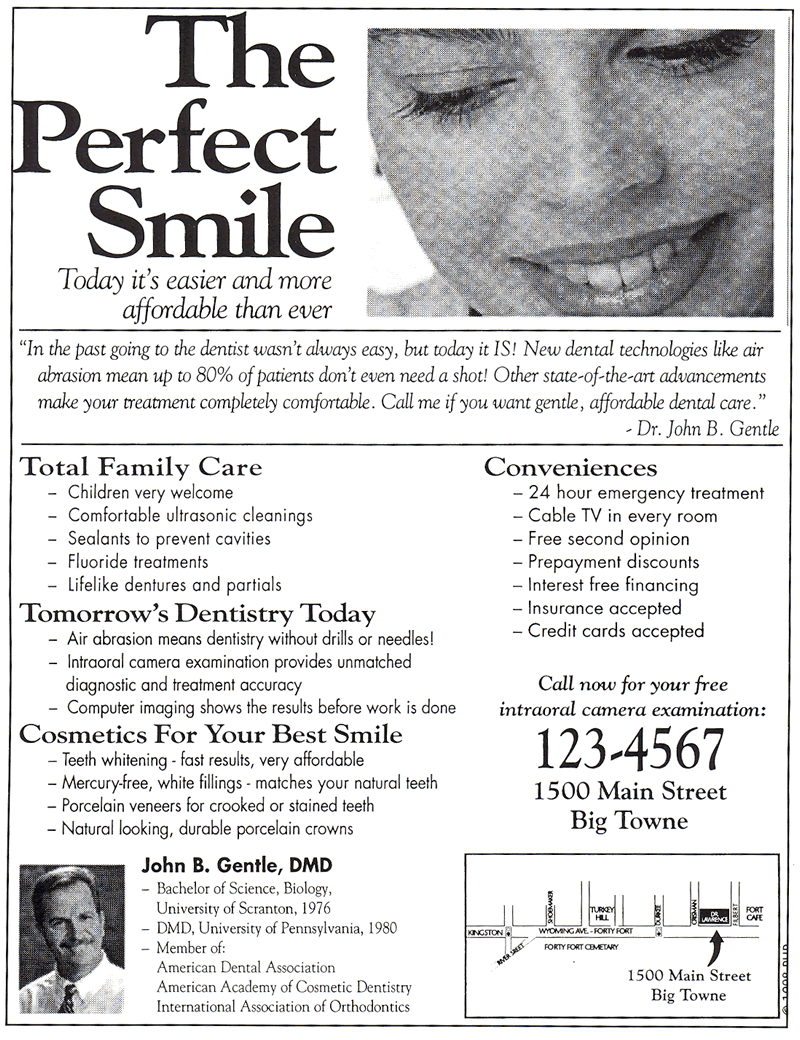 The
Perfect
Smile
Today it's easier and more
affordable than ever
"In the past going to the dentist wasn't always easy, but today it IS! New dental technologies like air
abrasion mean up to 80% of patients don't even need a shot! Other state-of-the-art advancements
make your treatment completely comfortable. Call me if you want gentle, affordable dental care."
- Dr. John B. Gentle
Total Family Care
– Children very welcome
– Comfortable ultrasonic cleanings
– Sealants to prevent cavities
– Fluoride treatments
– Lifelike dentures and partials
Tomorrow's Dentistry Today
– Air abrasion means dentistry without drills or needles!
– Intraoral camera examination provides unmatched
diagnostic and treatment accuracy
– Computer imaging shows the results before work is done
Cosmetics For Your Best Smile
– Teeth whitening - fast results, very affordable
– Mercury-free, white fillings - matches your natural teeth
– Porcelain veneers for crooked or stained teeth
– Natural looking, durable porcelain crowns
Conveniences
– 24 hour emergency treatment
– Cable TV in every room
– Free second opinion
– Prepayment discounts
– Interest free financing
– Insurance accepted
– Credit cards accepted
Call now for your free
intraoral camera examination:
123-4567
1500 Main Street
Big Towne
John B. Gentle, DMD
– Bachelor of Science, Biology,
University of Scranton, 1976
– DMD, University of Pennsylvania, 1980
– Member of:
American Dental Association
American Academy of Cosmetic Dentistry
International Association of Orthodontics
SHOEMAKER
TURKEY
HILL
DURKEE
ORSMAN
DR.
LAWRENCE
FILBERT
FORT
CAFE
KINGSTON
WYOMING AVE. - FORTY FORT
RIVER STREET
FORTY FORT CEMETARY
1500 Main Street
Big Towne
© 1998